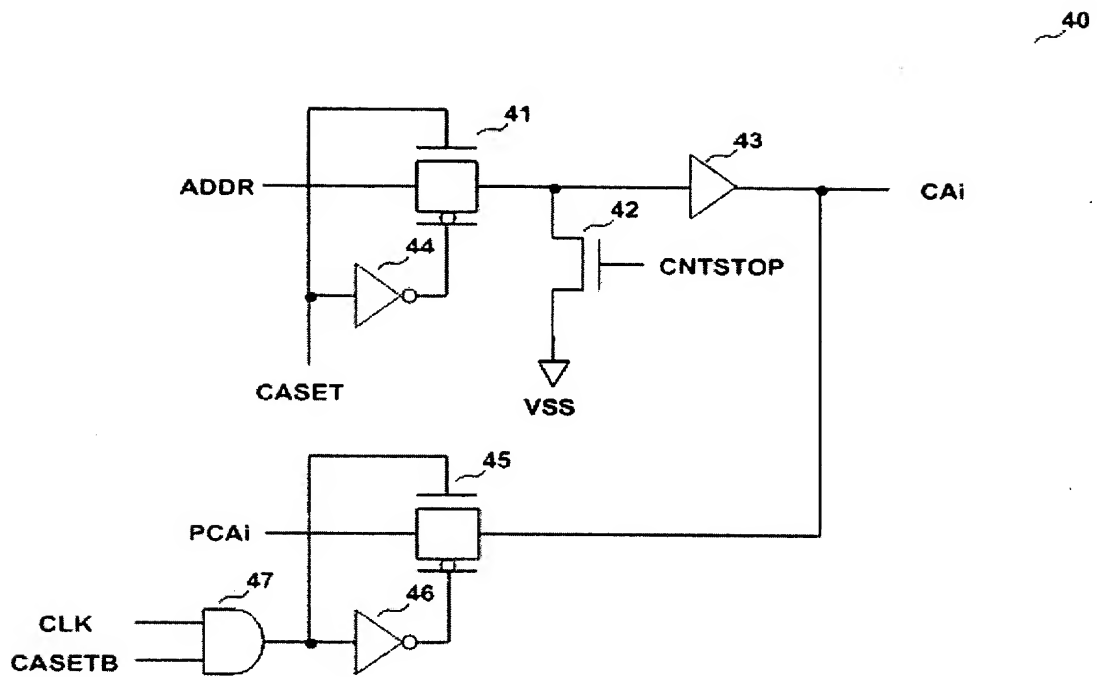 40
41
43
ADDR
CAi
42
44
CNTSTOP
CASET
VSS
45
PCAi
47
46
CLK
CASETB